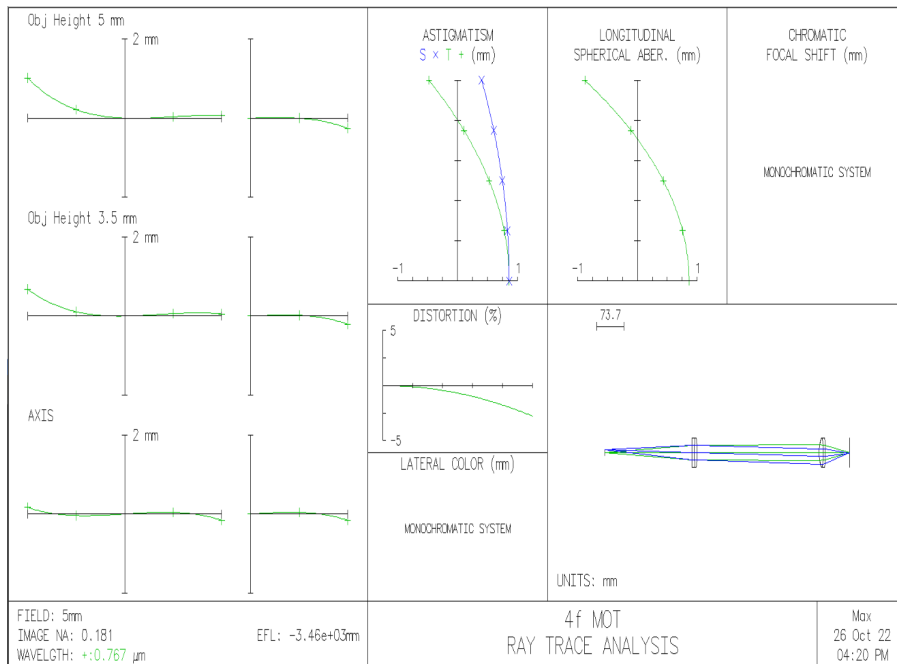 Obj Height 5 mm
2 mm
Obj Height 3.5 mm
2 mm
AXIS
2 mm
ASTIGMATISM
S × T + (mm)
-1
1
LONGITUDINAL
SPHERICAL ABER. (mm)
-1
1
CHROMATIC
FOCAL SHIFT (mm)
MONOCHROMATIC SYSTEM
DISTORTION (%)
5
-5
LATERAL COLOR (mm)
MONOCHROMATIC SYSTEM
73.7
UNITS: mm
FIELD: 5mm
IMAGE NA: 0.181
EFL: -3.46e+03mm
WAVELGTH: +:0.767 µm
4f MOT
RAY TRACE ANALYSIS
Max
26 Oct 22
04:20 PM